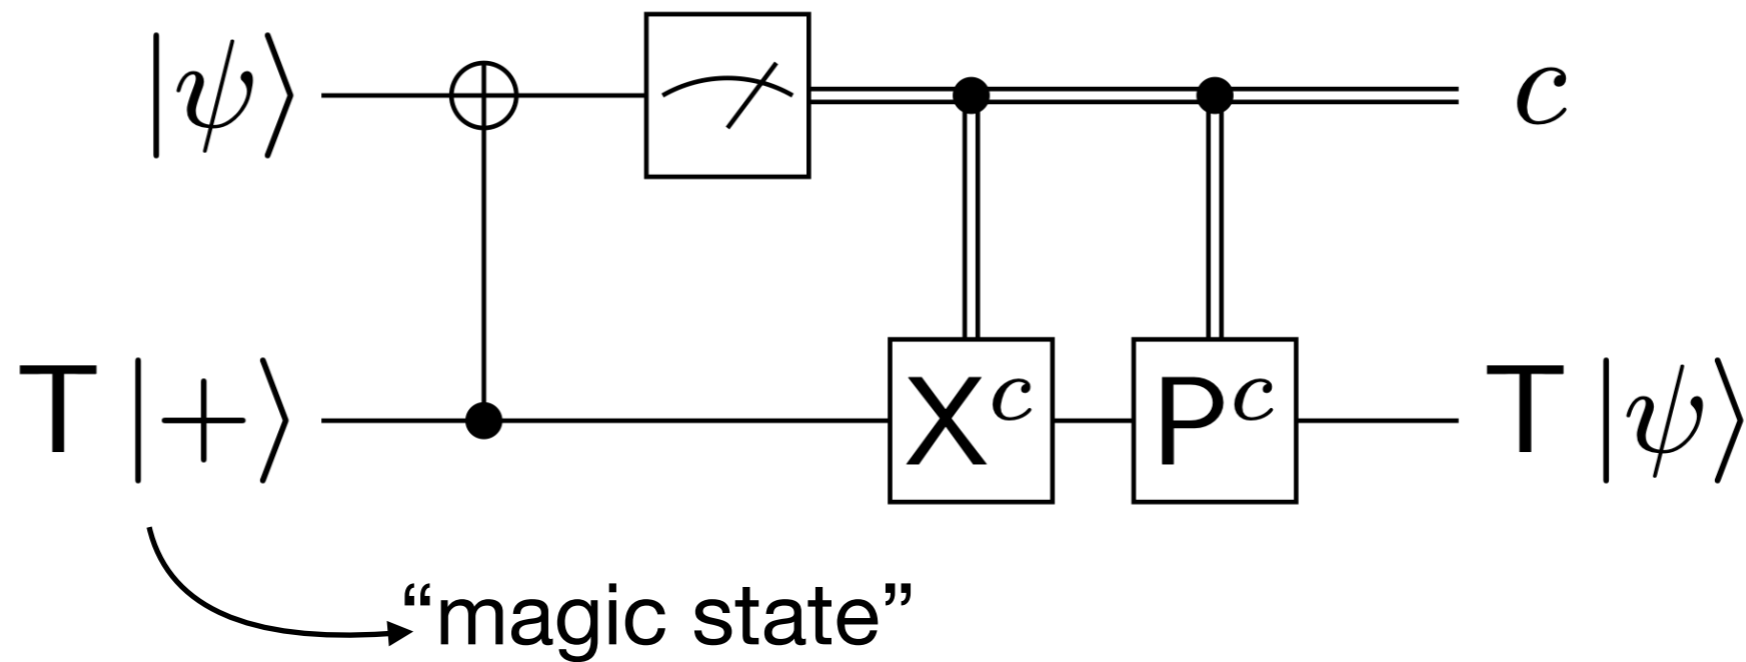 |ψ⟩ c
T |+⟩ X^c P^c T |ψ⟩
“magic state”